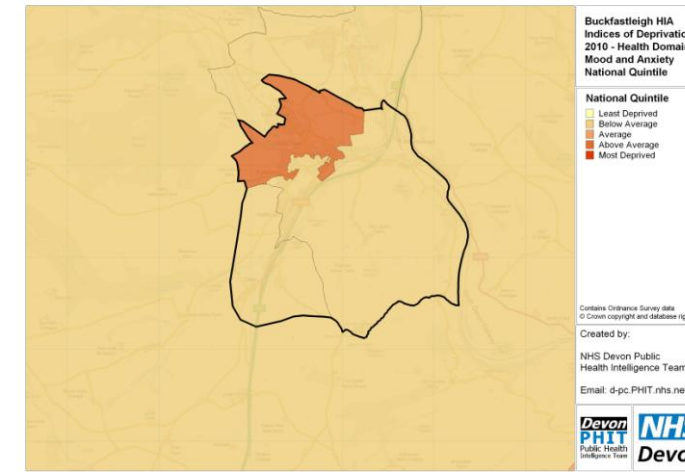 Buckfastleigh HIA
Indices of Deprivatio
2010 - Health Domai
Mood and Anxiety
National Quintile
National Quintile
Least Deprived
Below Average
Average
Above Average
Most Deprived
Contains Ordnance Survey data
© Crown copyright and database rig
Created by:
NHS Devon Public
Health Intelligence Team
Email: d-pc.PHIT.nhs.ne
Devon
PHIT
Public Health
Intelligence Team
NHS
Devo